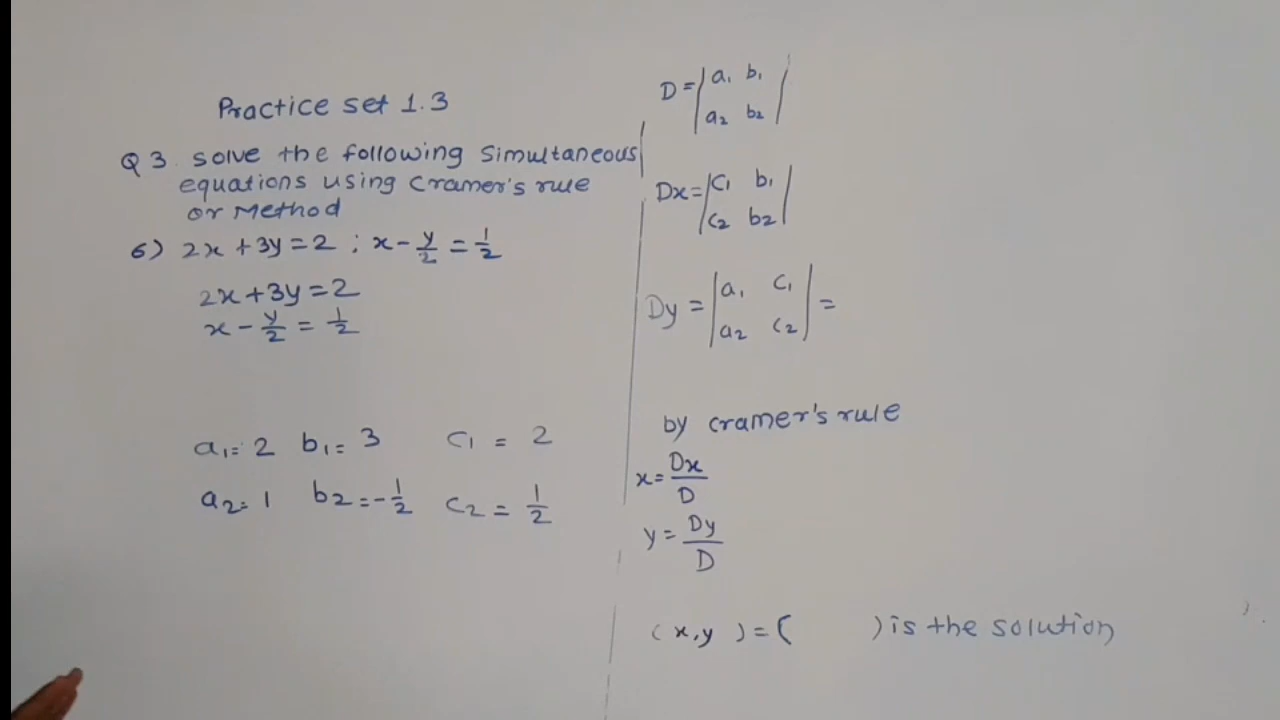 Practice set 1.3
Q 3. solve the following simultaneous
equations using cramer's rule
or Method
6) 2x + 3y = 2 ; x - y/2 = 1/2
2x + 3y = 2
x - y/2 = 1/2
a₁ = 2 b₁ = 3 c₁ = 2
a₂ = 1 b₂ = -1/2 c₂ = 1/2
D = | a₁ b₁ |
| a₂ b₂ |
Dx = | c₁ b₁ |
| c₂ b₂ |
Dy = | a₁ c₁ | =
| a₂ c₂ |
by cramer's rule
x = Dx/D
y = Dy/D
(x,y) = ( ) is the solution